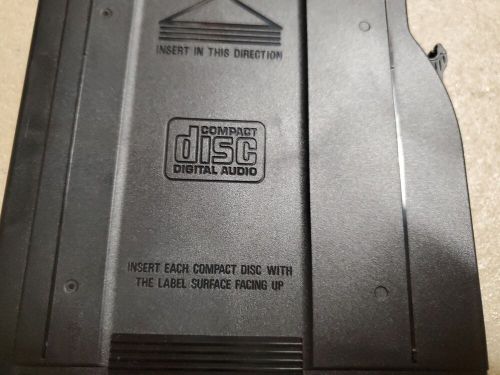 INSERT IN THIS DIRECTION
COMPACT
disc
DIGITAL AUDIO
INSERT EACH COMPACT DISC WITH
THE LABEL SURFACE FACING UP